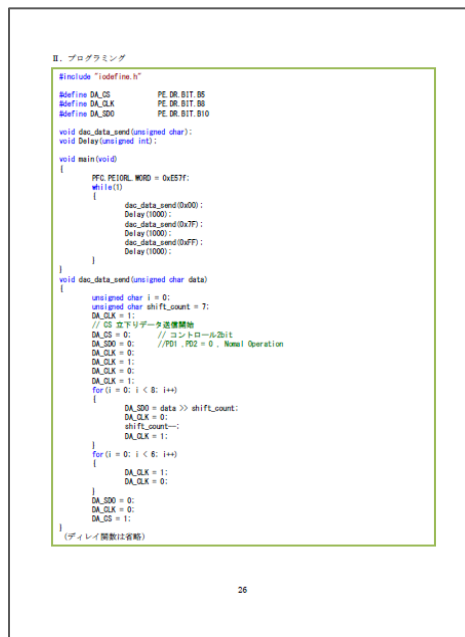 Ⅱ．プログラミング
#include "iodefine.h"
#define DA_CS PE.DR.BIT.B5
#define DA_CLK PE.DR.BIT.B8
#define DA_SDO PE.DR.BIT.B10
void dac_data_send(unsigned char);
void Delay(unsigned int);
void main(void)
{
PFC.PEIORL.WORD = 0xE57f;
while(1)
{
dac_data_send(0x00);
Delay(1000);
dac_data_send(0x7F);
Delay(1000);
dac_data_send(0xFF);
Delay(1000);
}
}
void dac_data_send(unsigned char data)
{
unsigned char i = 0;
unsigned char shift_count = 7;
DA_CLK = 1;
// CS 立下りデータ送信開始
DA_CS = 0; // コントロール2bit
DA_SDO = 0; //PD1 ,PD2 = 0 , Nomal Operation
DA_CLK = 0;
DA_CLK = 1;
DA_CLK = 0;
DA_CLK = 1;
for(i = 0; i < 8; i++)
{
DA_SDO = data >> shift_count;
DA_CLK = 0;
shift_count--;
DA_CLK = 1;
}
for(i = 0; i < 6; i++)
{
DA_CLK = 1;
DA_CLK = 0;
}
DA_SDO = 0;
DA_CLK = 0;
DA_CS = 1;
}
（ディレイ関数は省略）
26